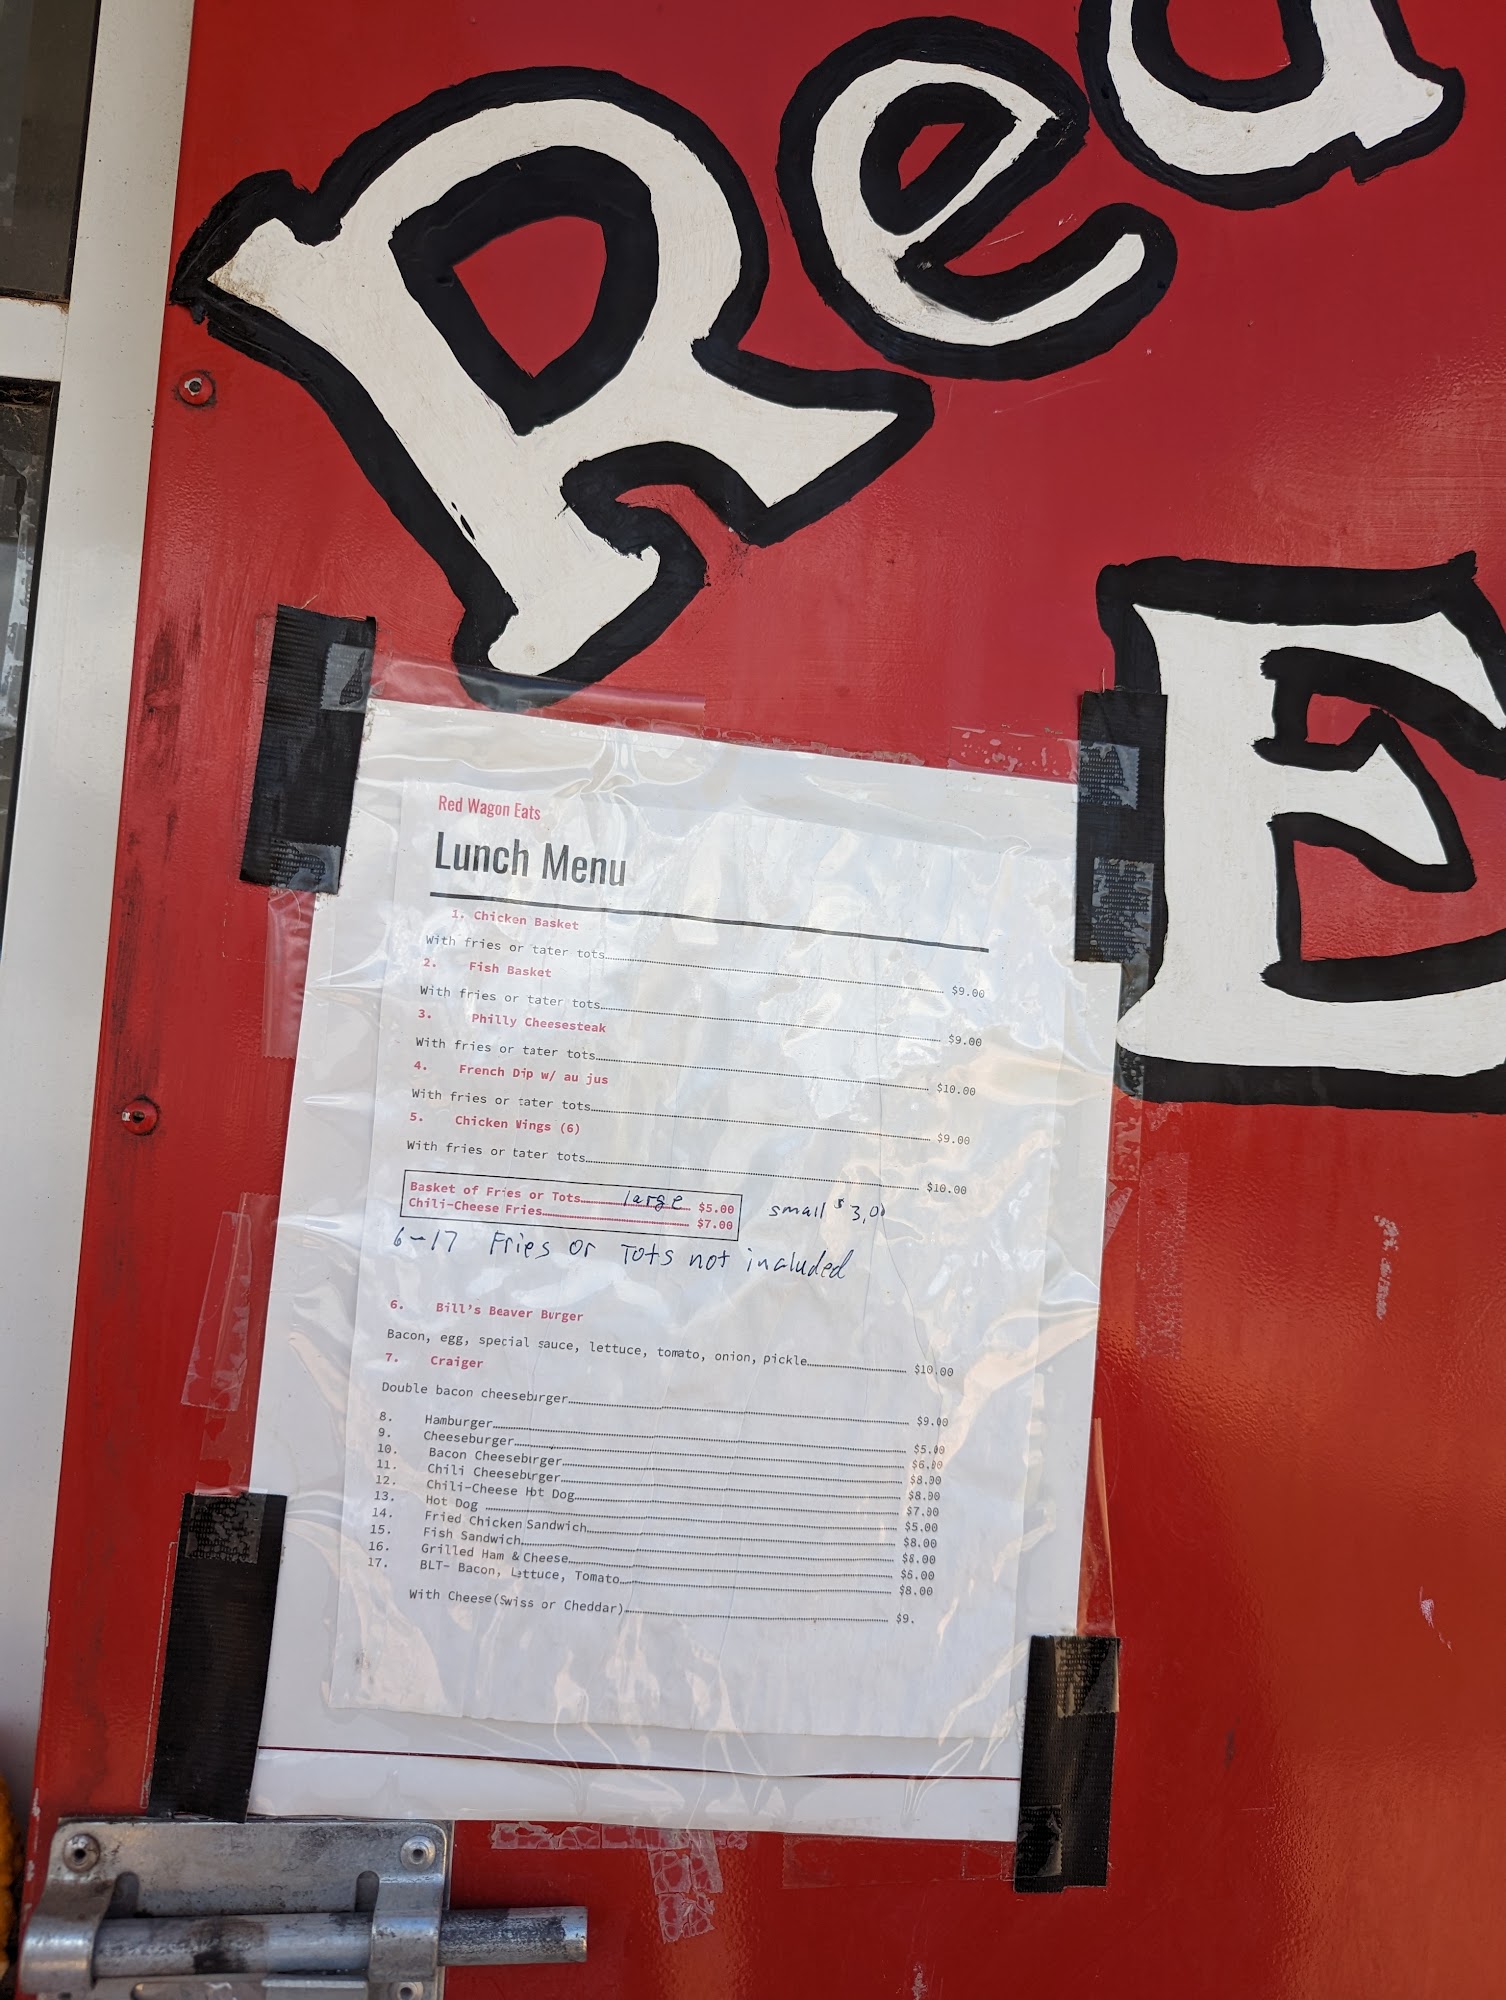 Red
E
Red Wagon Eats
Lunch Menu
1. Chicken Basket
With fries or tater tots $9.00
2. Fish Basket
With fries or tater tots $9.00
3. Philly Cheesesteak
With fries or tater tots $10.00
4. French Dip w/ au jus
With fries or tater tots $9.00
5. Chicken Wings (6)
With fries or tater tots $10.00
Basket of Fries or Tots large $5.00 small $3.00
Chili-Cheese Fries $7.00
6-17 Fries or Tots not included
6. Bill's Beaver Burger
Bacon, egg, special sauce, lettuce, tomato, onion, pickle $10.00
7. Craiger
Double bacon cheeseburger $9.00
8. Hamburger $5.00
9. Cheeseburger $6.00
10. Bacon Cheeseburger $8.00
11. Chili Cheeseburger $8.00
12. Chili-Cheese Hot Dog $7.00
13. Hot Dog $5.00
14. Fried Chicken Sandwich $8.00
15. Fish Sandwich $8.00
16. Grilled Ham & Cheese $6.00
17. BLT- Bacon, Lettuce, Tomato $8.00
With Cheese(Swiss or Cheddar) $9.